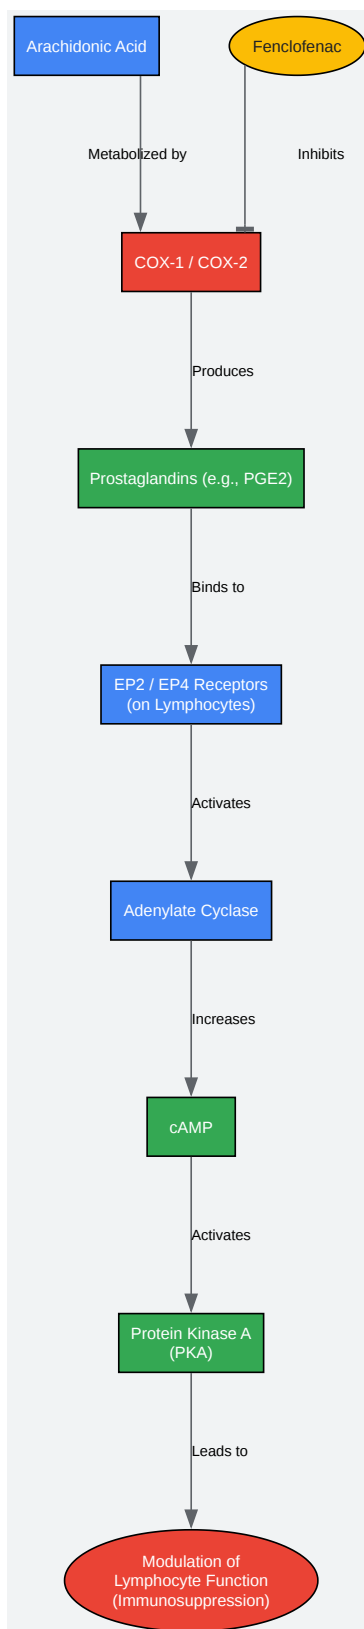 Arachidonic Acid
Fenclofenac
Metabolized by
Inhibits
COX-1 / COX-2
Produces
Prostaglandins (e.g., PGE2)
Binds to
EP2 / EP4 Receptors
(on Lymphocytes)
Activates
Adenylate Cyclase
Increases
cAMP
Activates
Protein Kinase A
(PKA)
Leads to
Modulation of
Lymphocyte Function
(Immunosuppression)